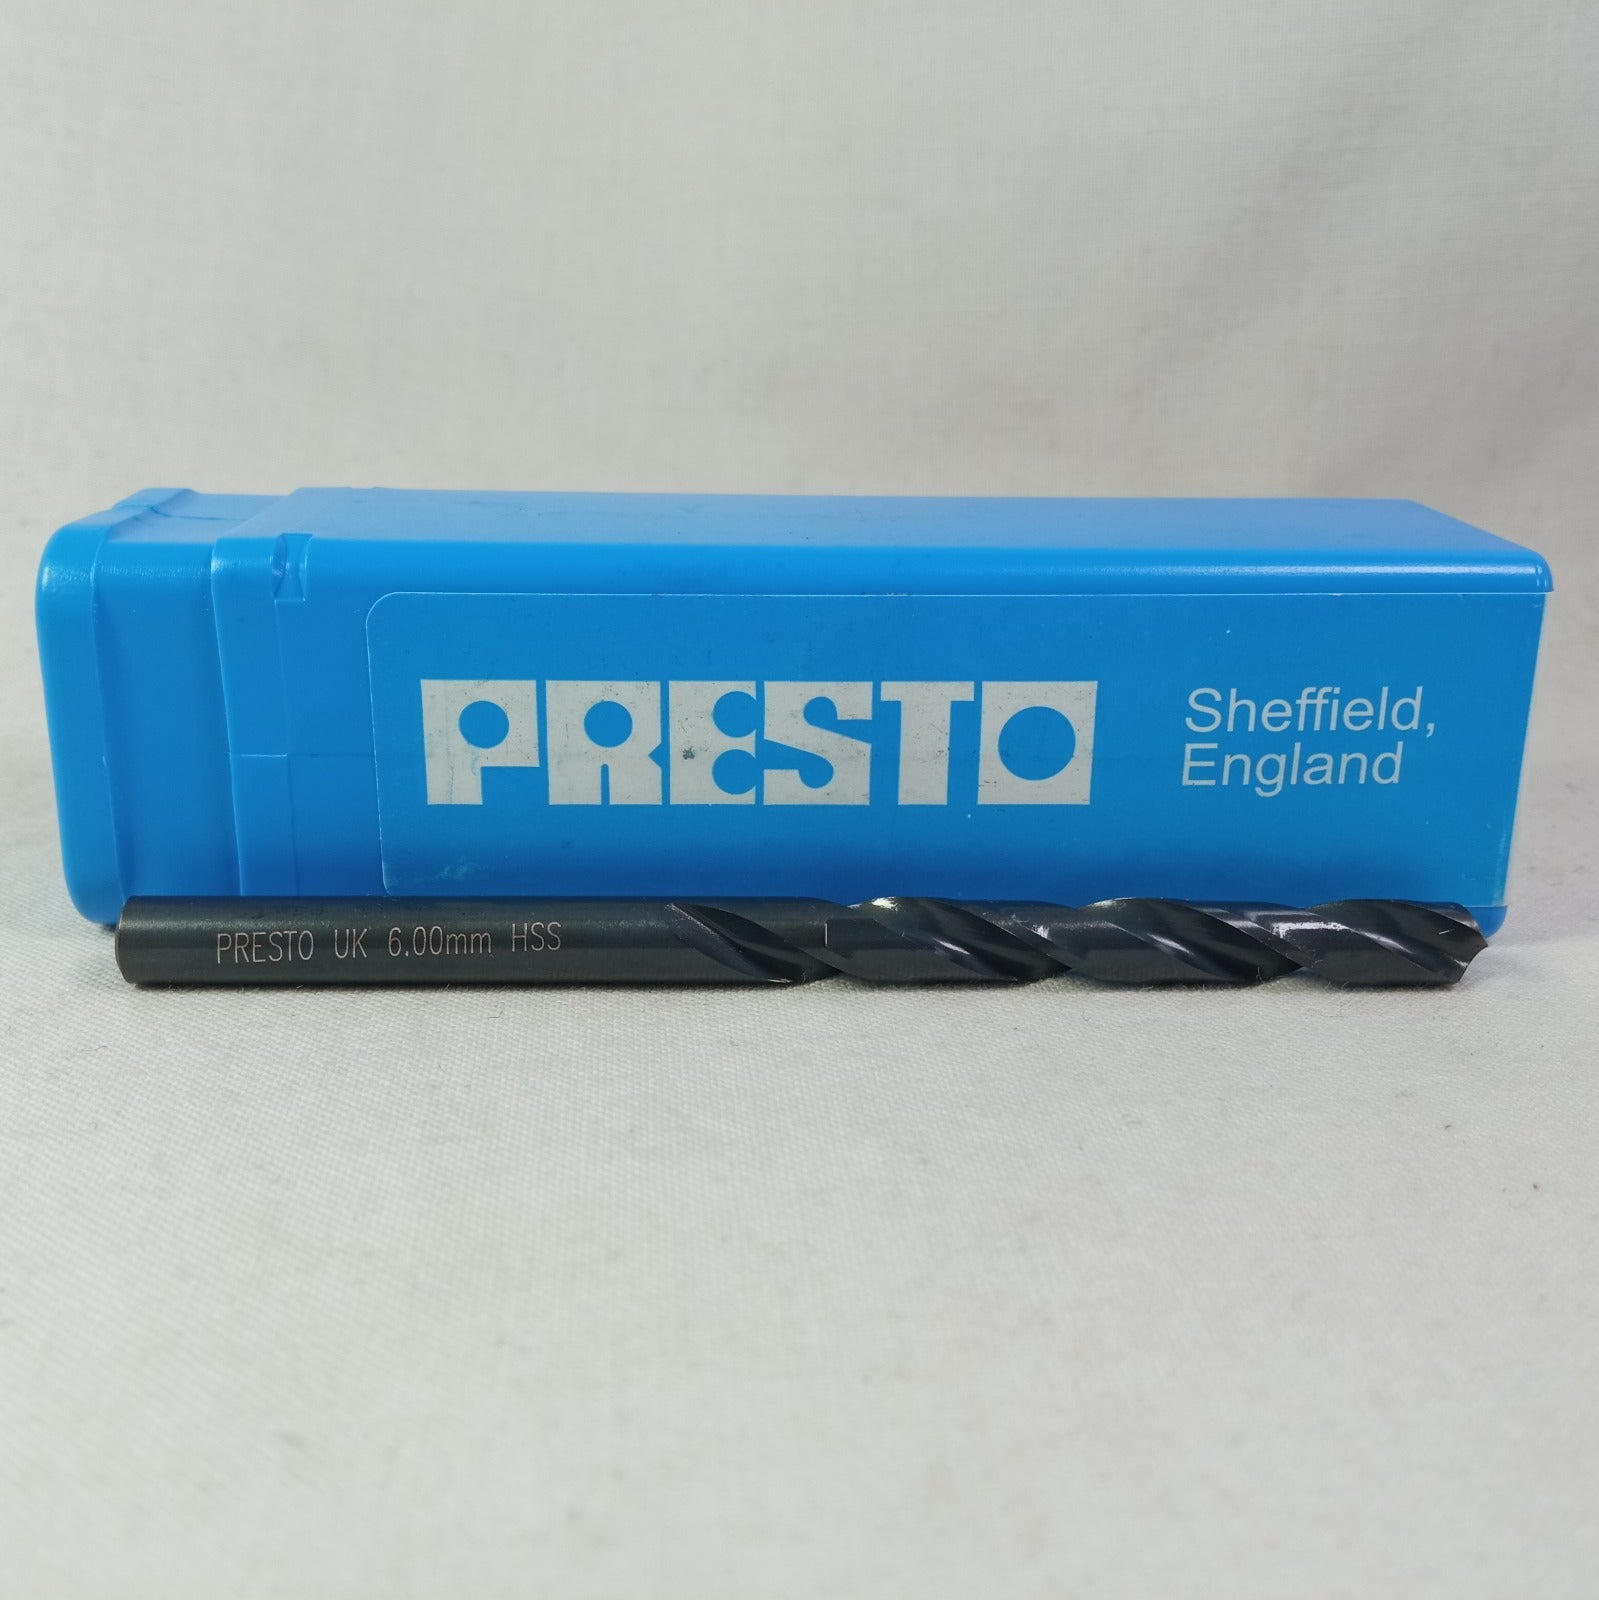 PRESTO
Sheffield,
England
PRESTO UK 6.00mm HSS